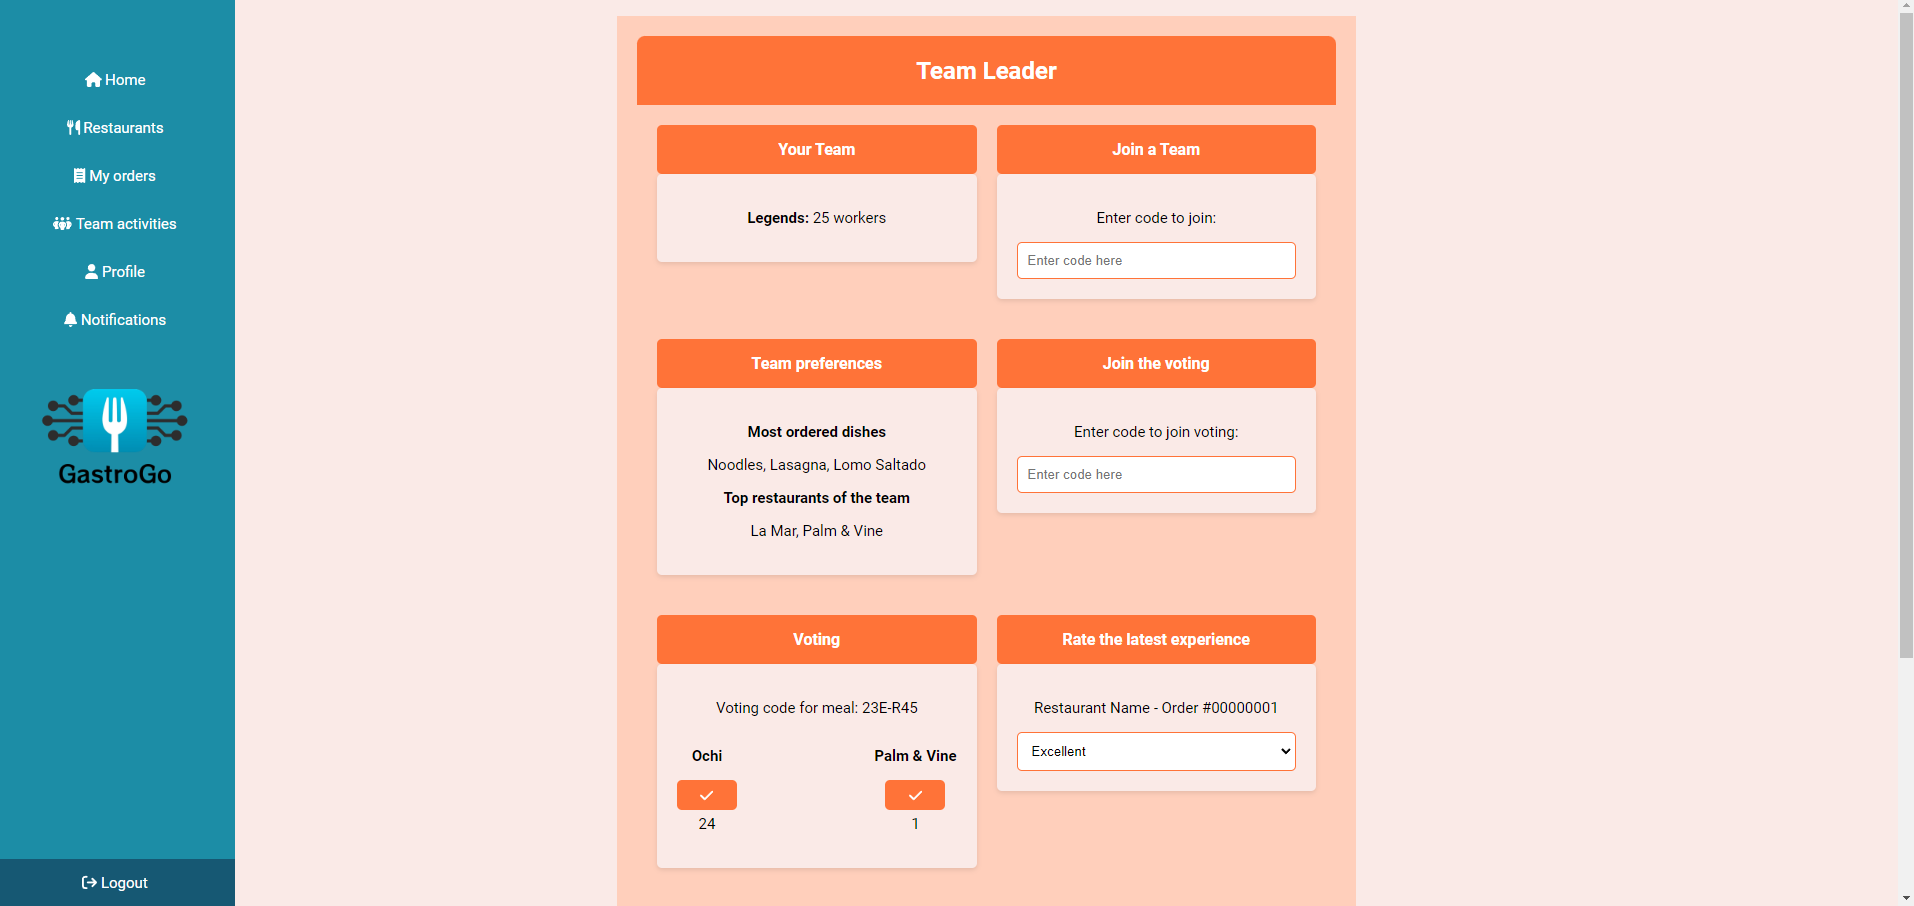 Home
Restaurants
My orders
Team activities
Profile
Notifications
GastroGo
Logout
Team Leader
Your Team
Legends: 25 workers
Join a Team
Enter code to join:
Enter code here
Team preferences
Most ordered dishes
Noodles, Lasagna, Lomo Saltado
Top restaurants of the team
La Mar, Palm & Vine
Join the voting
Enter code to join voting:
Enter code here
Voting
Voting code for meal: 23E-R45
Ochi
Palm & Vine
24
1
Rate the latest experience
Restaurant Name - Order #00000001
Excellent